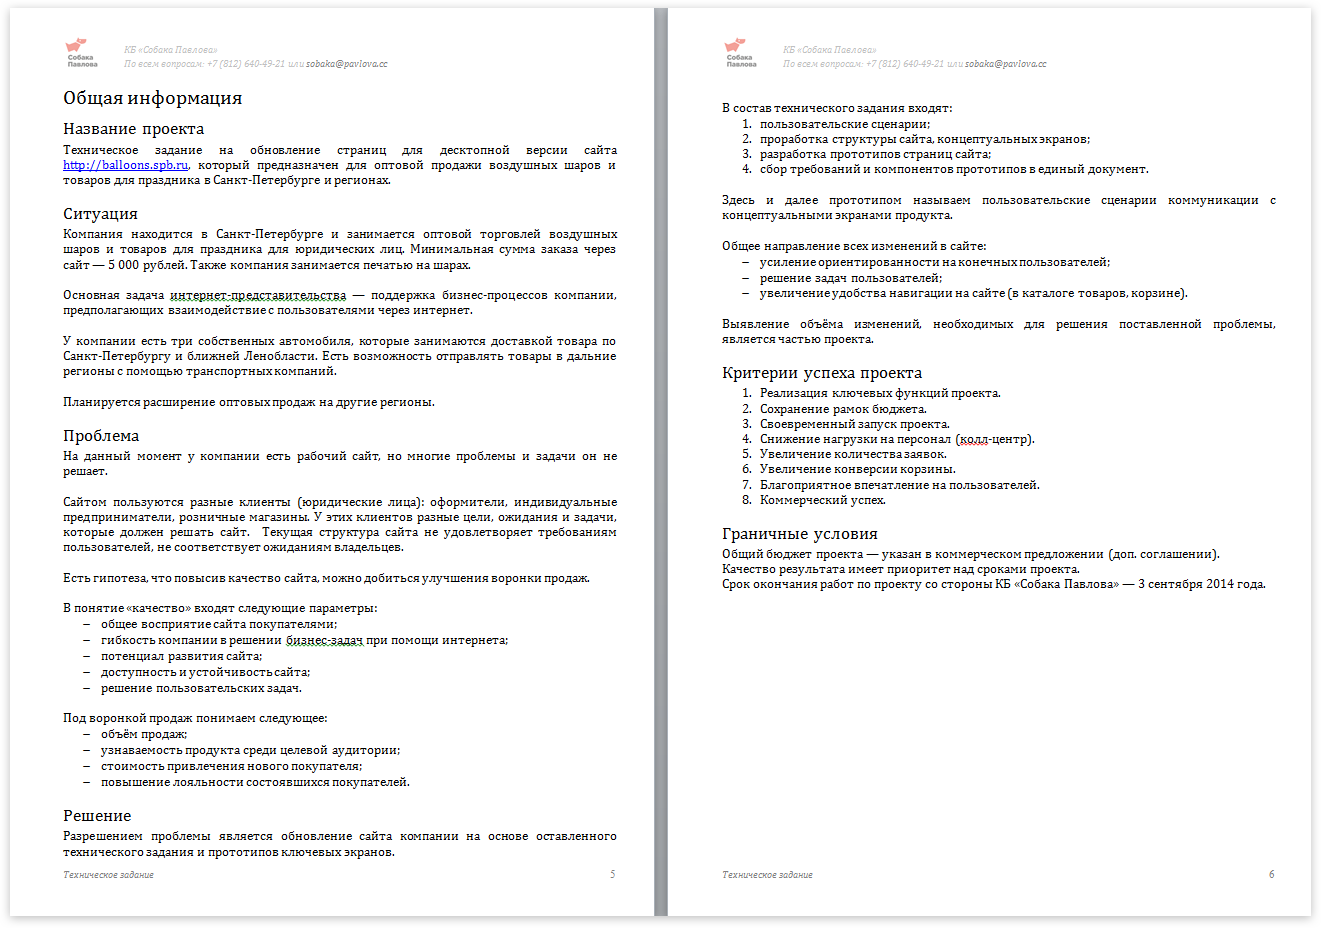 Собака
Павлова
КБ «Собака Павлова»
По всем вопросам: +7 (812) 640-49-21 или sobaka@pavlova.cc
Общая информация
Название проекта
Техническое задание на обновление страниц для десктопной версии сайта
http://balloons.spb.ru, который предназначен для оптовой продажи воздушных шаров и
товаров для праздника в Санкт-Петербурге и регионах.
Ситуация
Компания находится в Санкт-Петербурге и занимается оптовой торговлей воздушных
шаров и товаров для праздника для юридических лиц. Минимальная сумма заказа через
сайт — 5 000 рублей. Также компания занимается печатью на шарах.
Основная задача интернет-представительства — поддержка бизнес-процессов компании,
предполагающих взаимодействие с пользователями через интернет.
У компании есть три собственных автомобиля, которые занимаются доставкой товара по
Санкт-Петербургу и ближней Ленобласти. Есть возможность отправлять товары в дальние
регионы с помощью транспортных компаний.
Планируется расширение оптовых продаж на другие регионы.
Проблема
На данный момент у компании есть рабочий сайт, но многие проблемы и задачи он не
решает.
Сайтом пользуются разные клиенты (юридические лица): оформители, индивидуальные
предприниматели, розничные магазины. У этих клиентов разные цели, ожидания и задачи,
которые должен решать сайт. Текущая структура сайта не удовлетворяет требованиям
пользователей, не соответствует ожиданиям владельцев.
Есть гипотеза, что повысив качество сайта, можно добиться улучшения воронки продаж.
В понятие «качество» входят следующие параметры:
– общее восприятие сайта покупателями;
– гибкость компании в решении бизнес-задач при помощи интернета;
– потенциал развития сайта;
– доступность и устойчивость сайта;
– решение пользовательских задач.
Под воронкой продаж понимаем следующее:
– объём продаж;
– узнаваемость продукта среди целевой аудитории;
– стоимость привлечения нового покупателя;
– повышение лояльности состоявшихся покупателей.
Решение
Разрешением проблемы является обновление сайта компании на основе оставленного
технического задания и прототипов ключевых экранов.
Техническое задание 5
Собака
Павлова
КБ «Собака Павлова»
По всем вопросам: +7 (812) 640-49-21 или sobaka@pavlova.cc
В состав технического задания входят:
1. пользовательские сценарии;
2. проработка структуры сайта, концептуальных экранов;
3. разработка прототипов страниц сайта;
4. сбор требований и компонентов прототипов в единый документ.
Здесь и далее прототипом называем пользовательские сценарии коммуникации с
концептуальными экранами продукта.
Общее направление всех изменений в сайте:
– усиление ориентированности на конечных пользователей;
– решение задач пользователей;
– увеличение удобства навигации на сайте (в каталоге товаров, корзине).
Выявление объёма изменений, необходимых для решения поставленной проблемы,
является частью проекта.
Критерии успеха проекта
1. Реализация ключевых функций проекта.
2. Сохранение рамок бюджета.
3. Своевременный запуск проекта.
4. Снижение нагрузки на персонал (колл-центр).
5. Увеличение количества заявок.
6. Увеличение конверсии корзины.
7. Благоприятное впечатление на пользователей.
8. Коммерческий успех.
Граничные условия
Общий бюджет проекта — указан в коммерческом предложении (доп. соглашении).
Качество результата имеет приоритет над сроками проекта.
Срок окончания работ по проекту со стороны КБ «Собака Павлова» — 3 сентября 2014 года.
Техническое задание 6